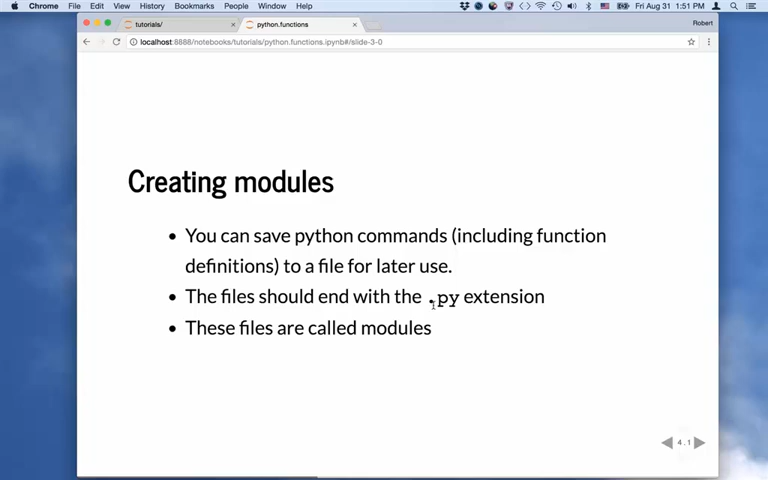 Chrome File Edit View History Bookmarks People Window Help Fri Aug 31 1:51 PM
tutorials/ python.functions Robert
localhost:8888/notebooks/tutorials/python.functions.ipynb#/slide-3-0
Creating modules
• You can save python commands (including function
definitions) to a file for later use.
• The files should end with the .py extension
• These files are called modules
4.1